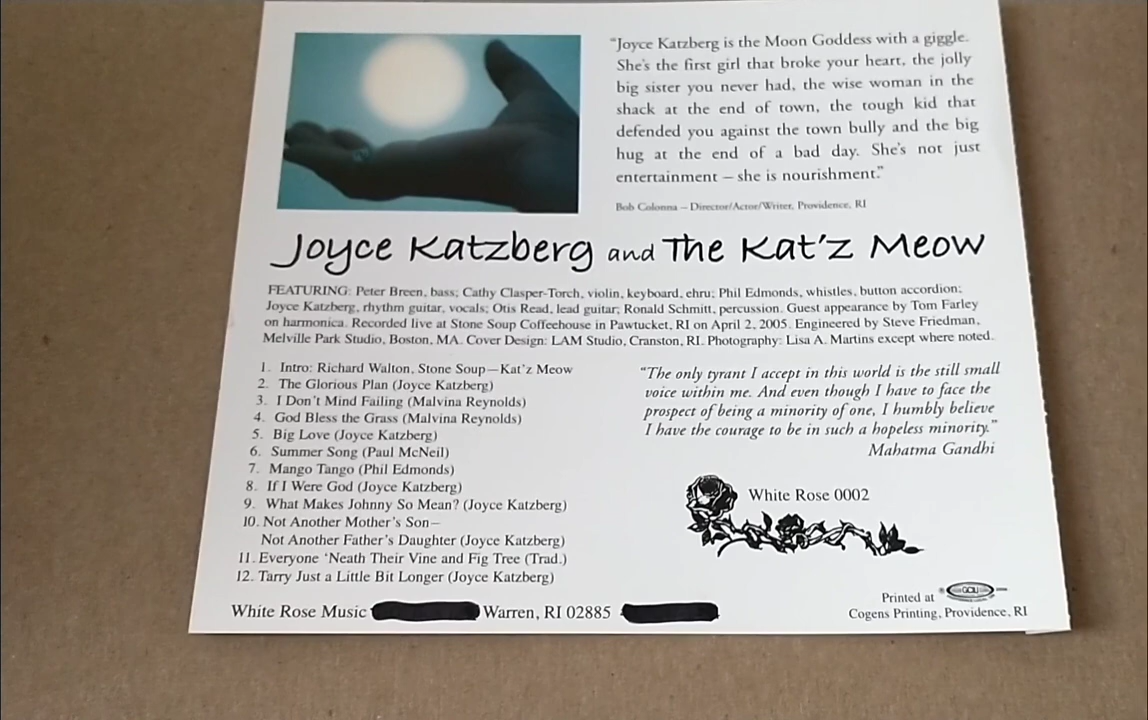 "Joyce Katzberg is the Moon Goddess with a giggle.
She's the first girl that broke your heart, the jolly
big sister you never had, the wise woman in the
shack at the end of town, the tough kid that
defended you against the town bully and the big
hug at the end of a bad day. She's not just
entertainment – she is nourishment."
Bob Colonna – Director/Actor/Writer, Providence, RI
Joyce Katzberg and The Kat'z Meow
FEATURING: Peter Breen, bass; Cathy Clasper-Torch, violin, keyboard, ehru; Phil Edmonds, whistles, button accordion;
Joyce Katzberg, rhythm guitar, vocals; Otis Read, lead guitar; Ronald Schmitt, percussion. Guest appearance by Tom Farley
on harmonica. Recorded live at Stone Soup Coffeehouse in Pawtucket, RI on April 2, 2005. Engineered by Steve Friedman,
Melville Park Studio, Boston, MA. Cover Design: LAM Studio, Cranston, RI. Photography: Lisa A. Martins except where noted.
1. Intro: Richard Walton, Stone Soup—Kat'z Meow
2. The Glorious Plan (Joyce Katzberg)
3. I Don't Mind Failing (Malvina Reynolds)
4. God Bless the Grass (Malvina Reynolds)
5. Big Love (Joyce Katzberg)
6. Summer Song (Paul McNeil)
7. Mango Tango (Phil Edmonds)
8. If I Were God (Joyce Katzberg)
9. What Makes Johnny So Mean? (Joyce Katzberg)
10. Not Another Mother's Son—
Not Another Father's Daughter (Joyce Katzberg)
11. Everyone 'Neath Their Vine and Fig Tree (Trad.)
12. Tarry Just a Little Bit Longer (Joyce Katzberg)
"The only tyrant I accept in this world is the still small
voice within me. And even though I have to face the
prospect of being a minority of one, I humbly believe
I have the courage to be in such a hopeless minority."
Mahatma Gandhi
White Rose 0002
White Rose Music Warren, RI 02885
Printed at
Cogens Printing, Providence, RI